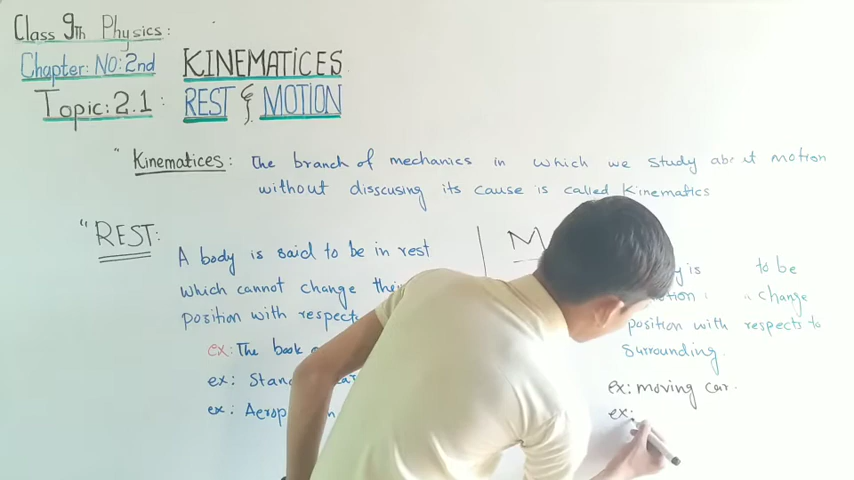 Class 9th Physics:
Chapter: No: 2nd KINEMATICES
Topic: 2.1: REST & MOTION
" Kinematices: The branch of mechanics in which we study about motion
without disscusing its cause is called Kinematics
" REST:
A body is said to be in rest
which cannot change their
position with respects
ex: The book
ex:
ex:
is to be
change
position with respects to
surrounding.
ex: moving car.
ex: